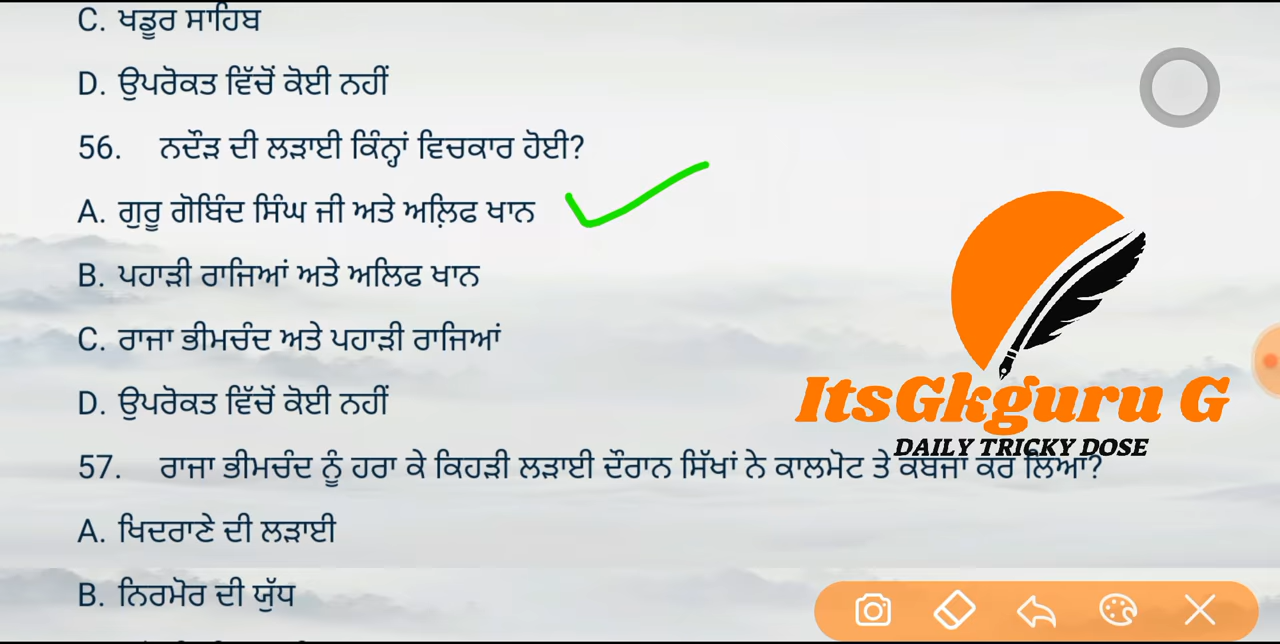 C. ਖਡੂਰ ਸਾਹਿਬ
D. ਉਪਰੋਕਤ ਵਿੱਚੋਂ ਕੋਈ ਨਹੀਂ
56. ਨਦੌੜ ਦੀ ਲੜਾਈ ਕਿੰਨ੍ਹਾਂ ਵਿਚਕਾਰ ਹੋਈ?
A. ਗੁਰੂ ਗੋਬਿੰਦ ਸਿੰਘ ਜੀ ਅਤੇ ਅਲ਼ਿਫ ਖਾਨ
B. ਪਹਾੜੀ ਰਾਜਿਆਂ ਅਤੇ ਅਲਿਫ ਖਾਨ
C. ਰਾਜਾ ਭੀਮਚੰਦ ਅਤੇ ਪਹਾੜੀ ਰਾਜਿਆਂ
ItsGkguru G
D. ਉਪਰੋਕਤ ਵਿੱਚੋਂ ਕੋਈ ਨਹੀਂ
DAILY TRICKY DOSE
57. ਰਾਜਾ ਭੀਮਚੰਦ ਨੂੰ ਹਰਾ ਕੇ ਕਿਹੜੀ ਲੜਾਈ ਦੌਰਾਨ ਸਿੱਖਾਂ ਨੇ ਕਾਲਮੋਟ ਤੇ ਕਬਜਾ ਕਰ ਲਿਆ?
A. ਖਿਦਰਾਣੇ ਦੀ ਲੜਾਈ
B. ਨਿਰਮੋਰ ਦੀ ਯੁੱਧ